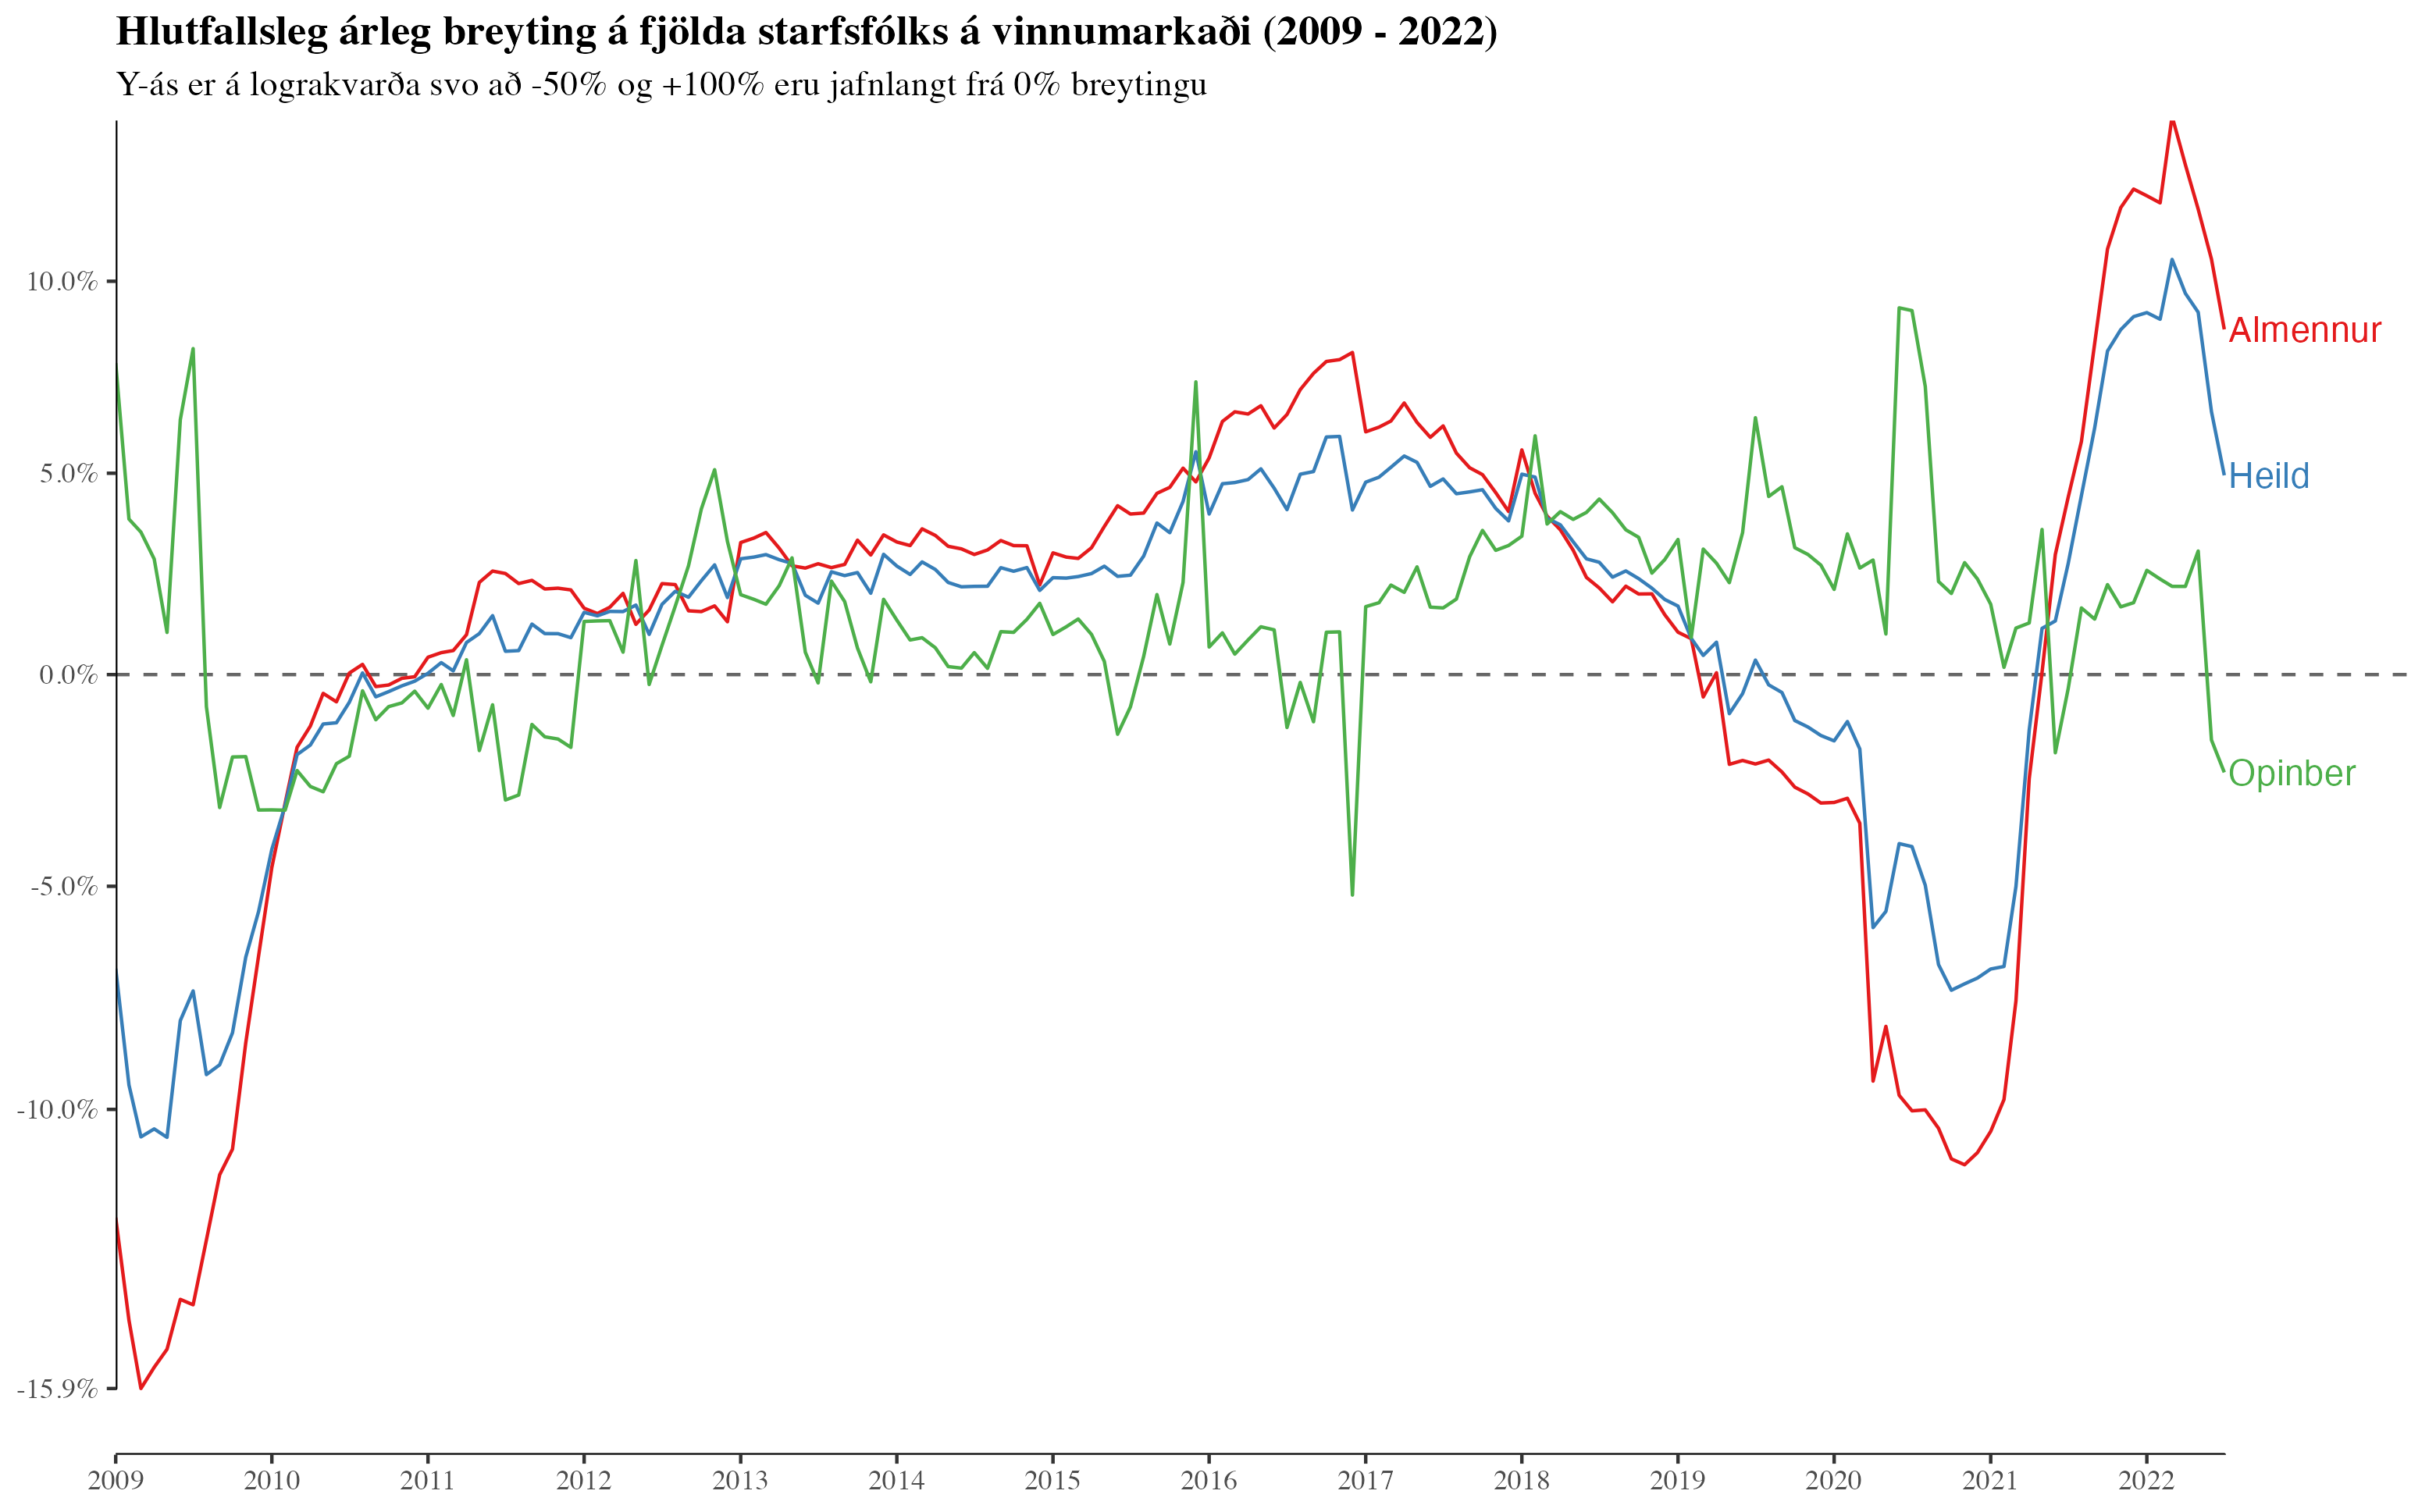 Hlutfallsleg árleg breyting á fjölda starfsfólks á vinnumarkaði (2009 - 2022)
Y-ás er á lograkvarða svo að -50% og +100% eru jafnlangt frá 0% breytingu
10.0%
5.0%
0.0%
-5.0%
-10.0%
-15.9%
Almennur
Heild
Opinber
2009 2010 2011 2012 2013 2014 2015 2016 2017 2018 2019 2020 2021 2022